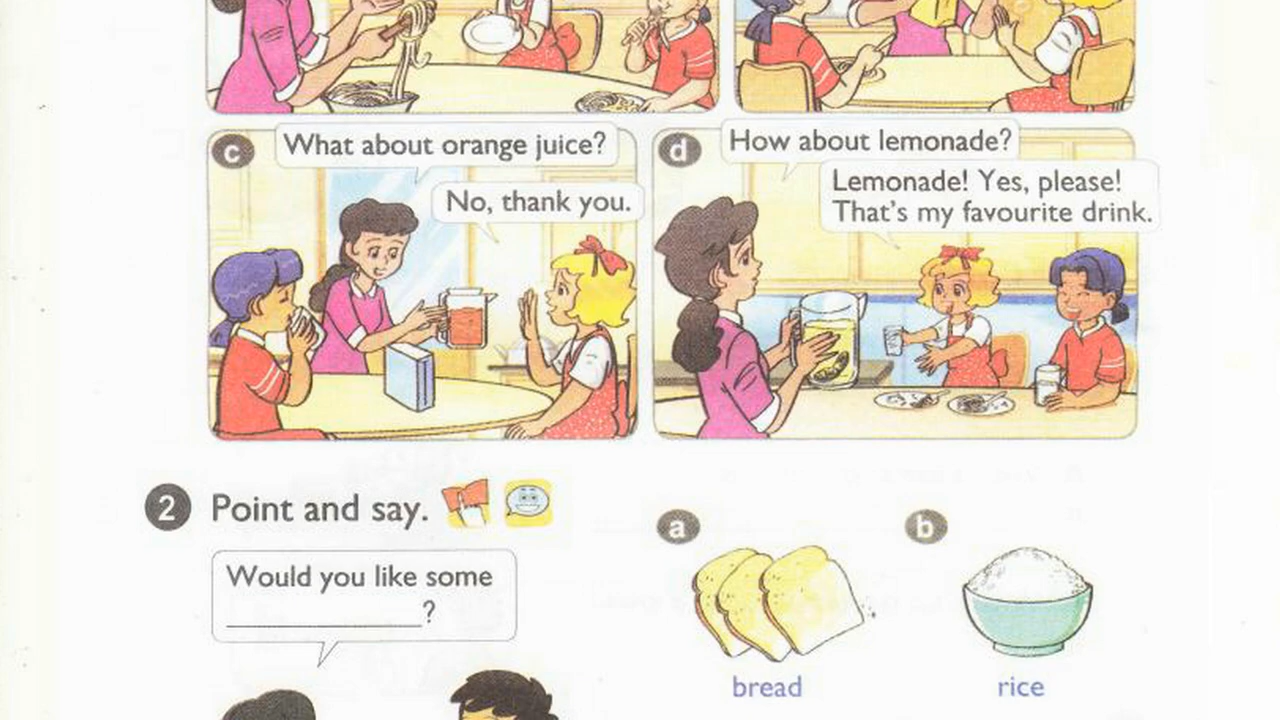 c
What about orange juice?
No, thank you.
d
How about lemonade?
Lemonade! Yes, please!
That's my favourite drink.
2 Point and say.
Would you like some
____________?
a
bread
b
rice